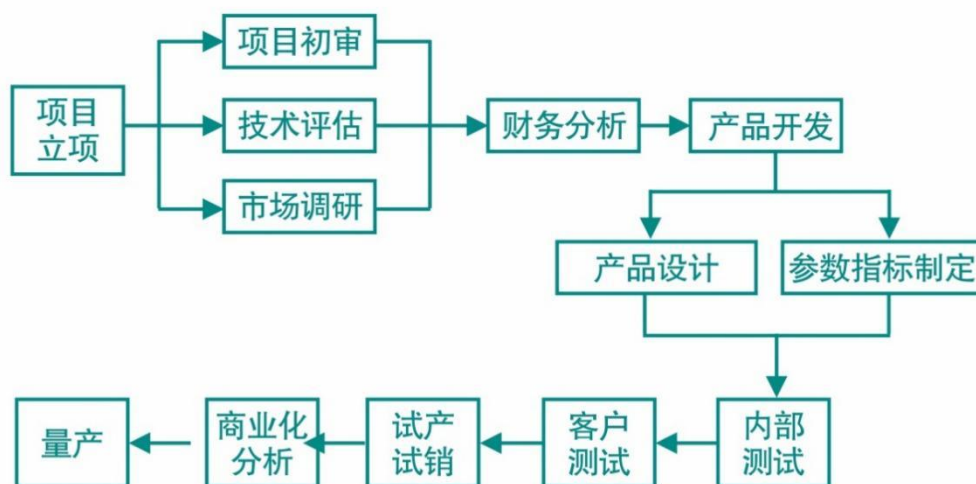 项目初审
项目
立项
技术评估
财务分析
产品开发
市场调研
产品设计
参数指标制定
量产
商业化
分析
试产
试销
客户
测试
内部
测试